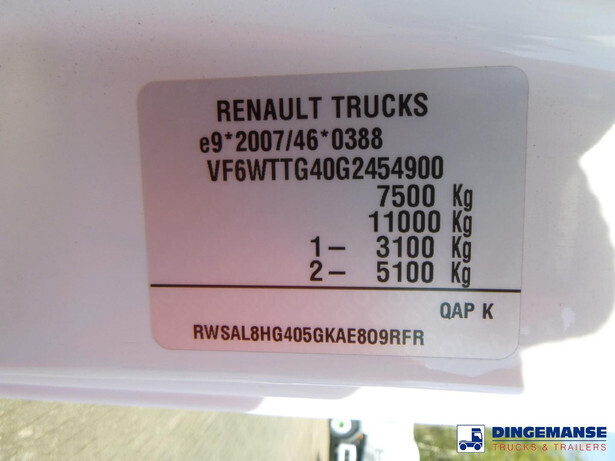 RENAULT TRUCKS
e9*2007/46*0388
VF6WTTG40G2454900
7500 Kg
11000 Kg
1- 3100 Kg
2- 5100 Kg
QAP K
RWSAL8HG405GKAE8O9RFR
DINGEMANSE
TRUCKS & TRAILERS